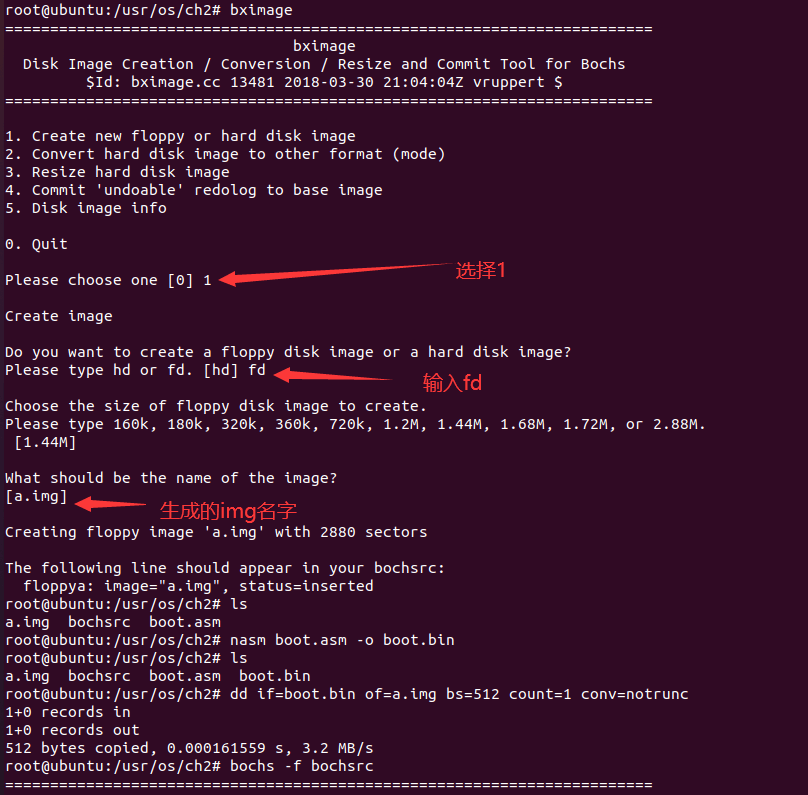 root@ubuntu:/usr/os/ch2# bximage
========================================================================
bximage
Disk Image Creation / Conversion / Resize and Commit Tool for Bochs
$Id: bximage.cc 13481 2018-03-30 21:04:04Z vruppert $
========================================================================
1. Create new floppy or hard disk image
2. Convert hard disk image to other format (mode)
3. Resize hard disk image
4. Commit 'undoable' redolog to base image
5. Disk image info
0. Quit
Please choose one [0] 1
选择1
Create image
Do you want to create a floppy disk image or a hard disk image?
Please type hd or fd. [hd] fd
输入fd
Choose the size of floppy disk image to create.
Please type 160k, 180k, 320k, 360k, 720k, 1.2M, 1.44M, 1.68M, 1.72M, or 2.88M.
[1.44M]
What should be the name of the image?
[a.img]
生成的img名字
Creating floppy image 'a.img' with 2880 sectors
The following line should appear in your bochsrc:
floppya: image="a.img", status=inserted
root@ubuntu:/usr/os/ch2# ls
a.img  bochsrc  boot.asm
root@ubuntu:/usr/os/ch2# nasm boot.asm -o boot.bin
root@ubuntu:/usr/os/ch2# ls
a.img  bochsrc  boot.asm  boot.bin
root@ubuntu:/usr/os/ch2# dd if=boot.bin of=a.img bs=512 count=1 conv=notrunc
1+0 records in
1+0 records out
512 bytes copied, 0.000161559 s, 3.2 MB/s
root@ubuntu:/usr/os/ch2# bochs -f bochsrc
========================================================================